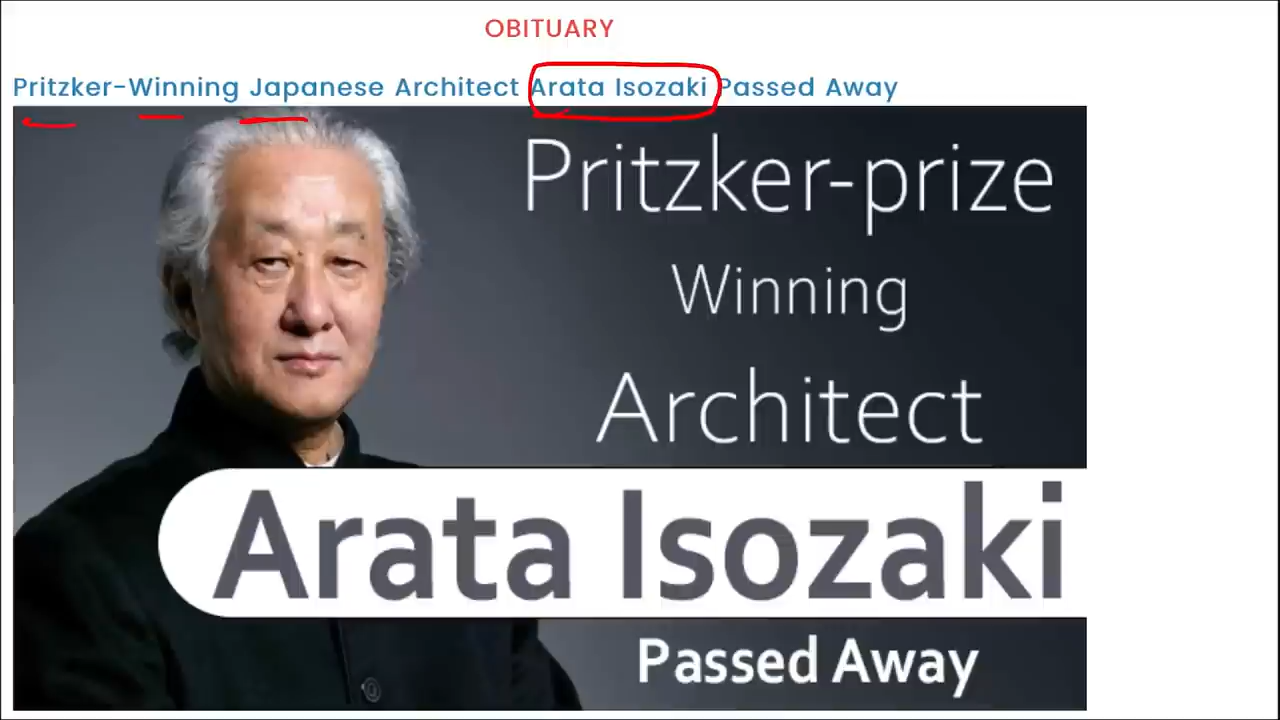 OBITUARY
Pritzker-Winning Japanese Architect Arata Isozaki Passed Away
Pritzker-prize
Winning
Architect
Arata Isozaki
Passed Away